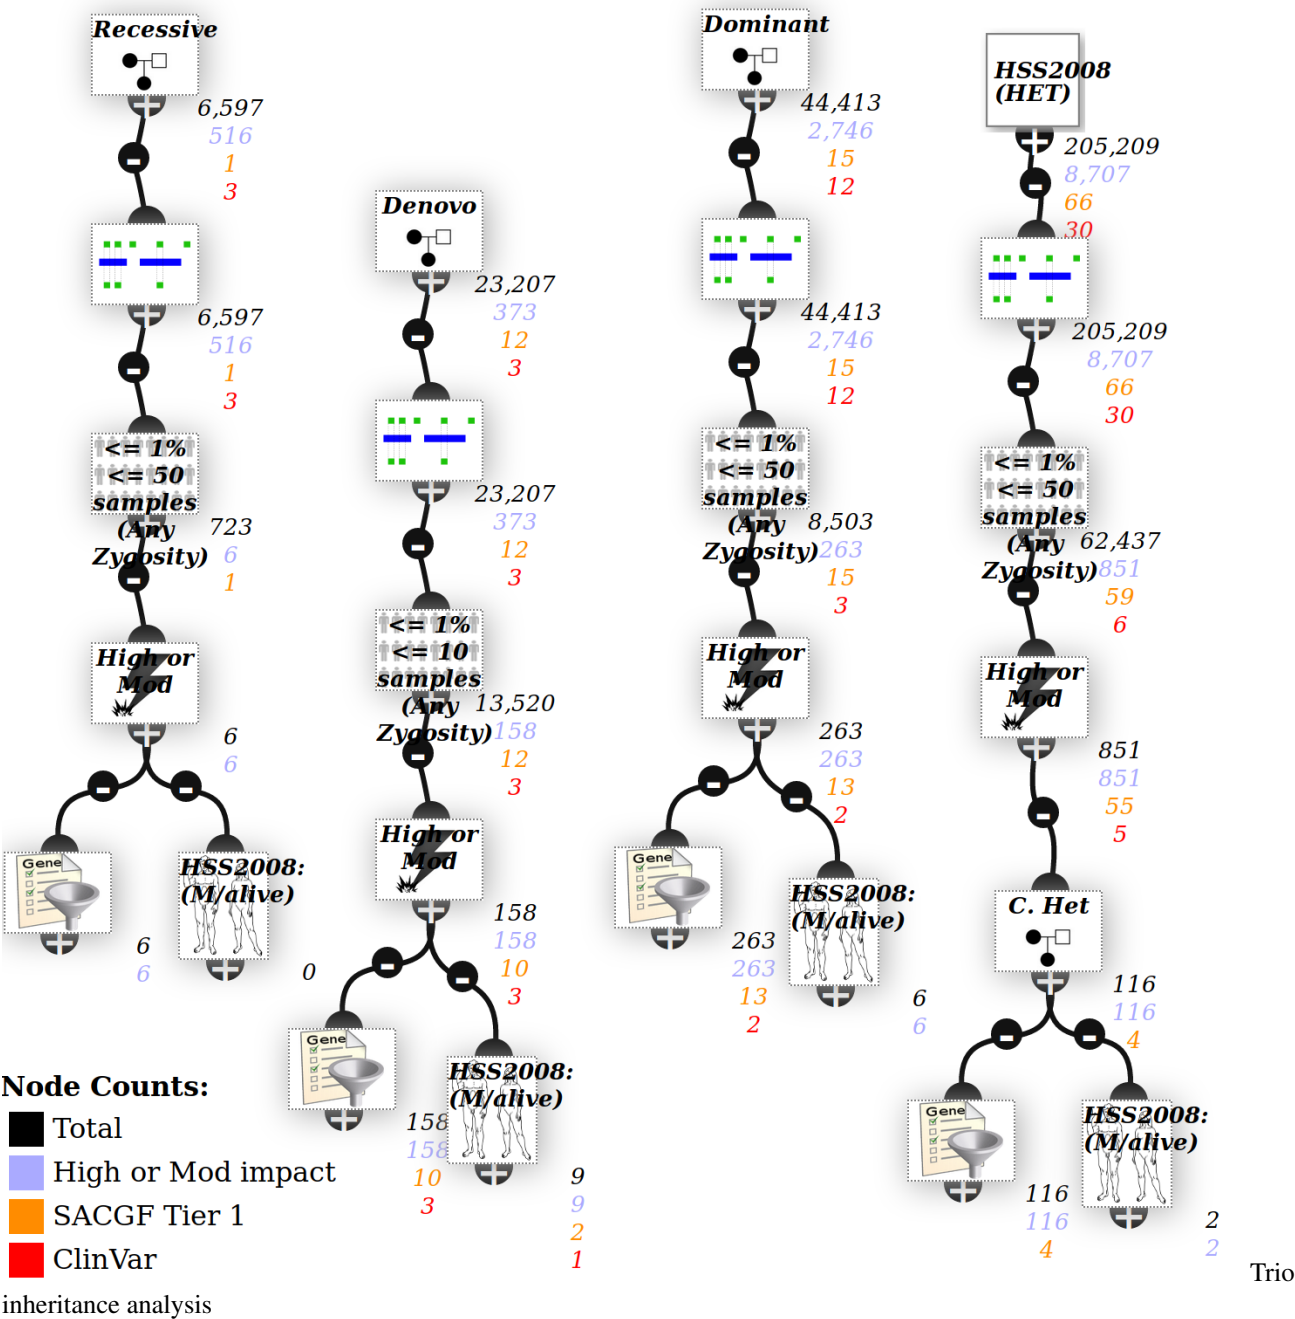 Recessive
6,597
516
1
3
6,597
516
1
3
<= 1%
<= 50
samples
(Any
Zygosity)
723
6
1
High or
Mod
6
6
Gene
6
6
HSS2008:
(M/alive)
0
Denovo
23,207
373
12
3
23,207
373
12
3
<= 1%
<= 10
samples
(Any
Zygosity)
13,520
158
12
3
High or
Mod
158
158
10
3
Gene
158
158
10
3
HSS2008:
(M/alive)
9
9
2
1
Dominant
44,413
2,746
15
12
44,413
2,746
15
12
<= 1%
<= 50
samples
(Any
Zygosity)
8,503
263
15
3
High or
Mod
263
263
13
2
Gene
263
263
13
2
HSS2008:
(M/alive)
6
6
HSS2008
(HET)
205,209
8,707
66
30
205,209
8,707
66
30
<= 1%
<= 50
samples
(Any
Zygosity)
62,437
851
59
6
High or
Mod
851
851
55
5
C. Het
116
116
4
Gene
116
116
4
HSS2008:
(M/alive)
2
2
Node Counts:
Total
High or Mod impact
SACGF Tier 1
ClinVar
Trio
inheritance analysis